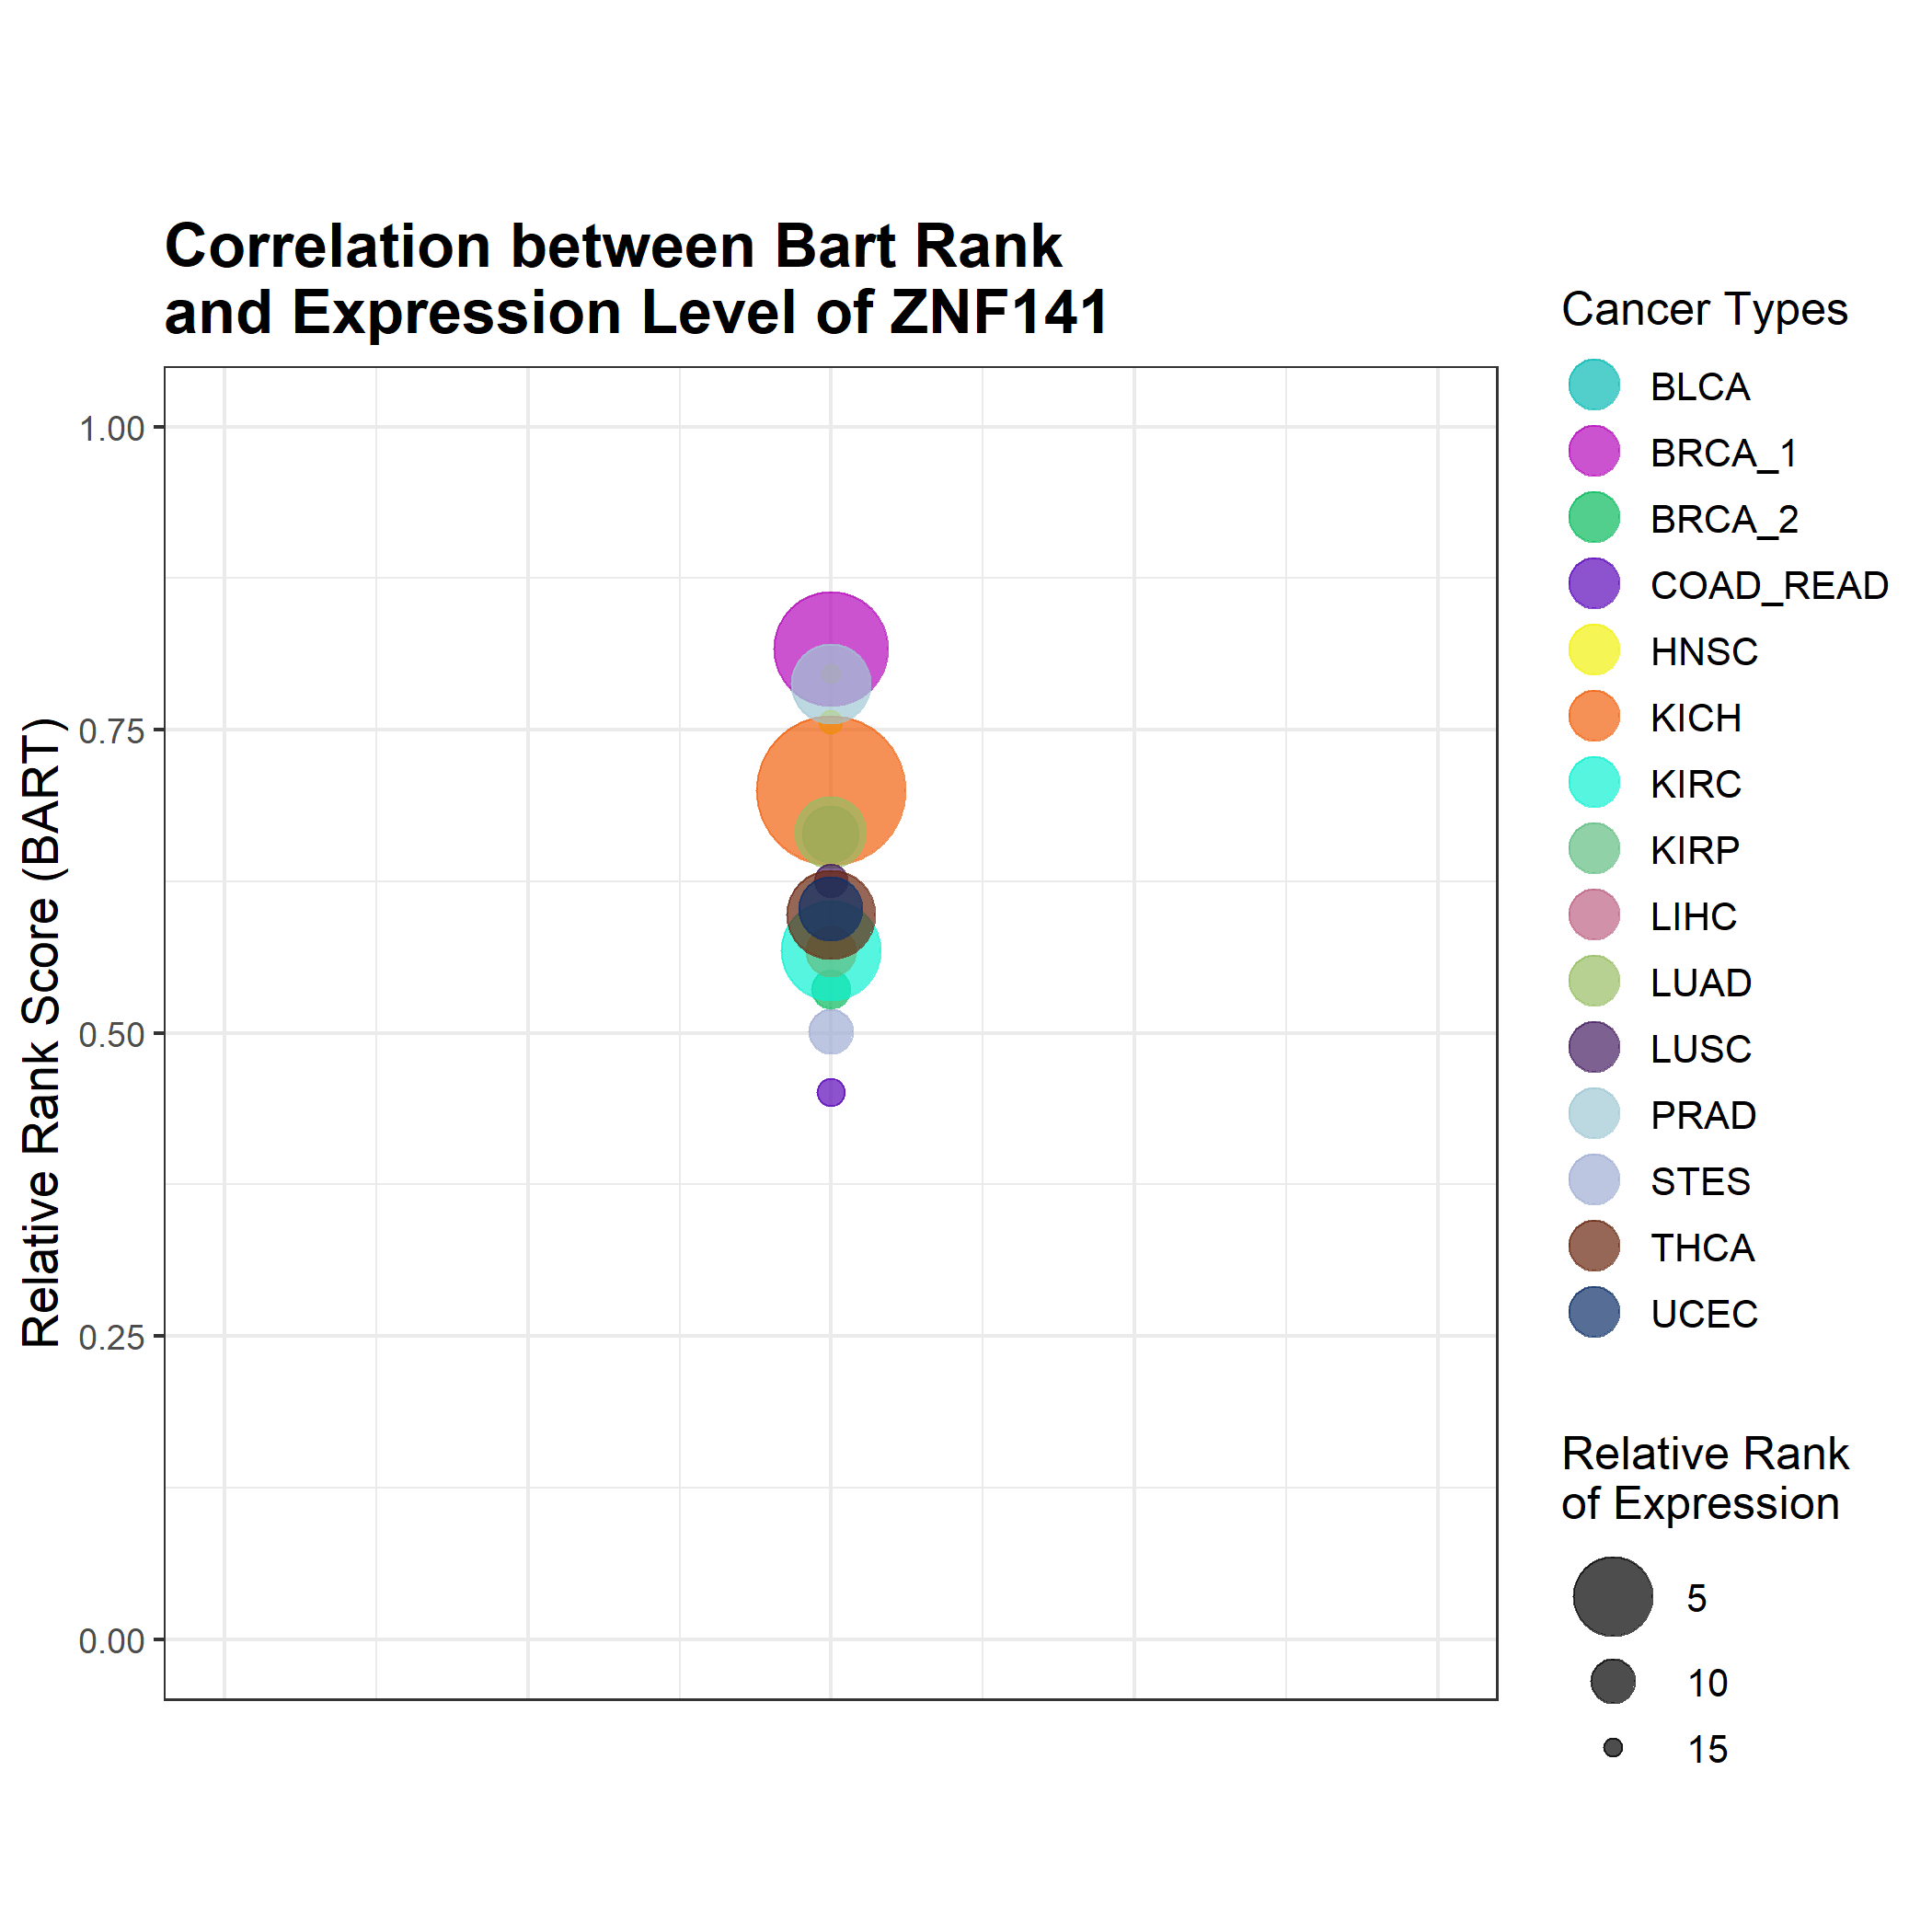 Correlation between Bart Rank
and Expression Level of ZNF141
Relative Rank Score (BART)
1.00
0.75
0.50
0.25
0.00
Cancer Types
BLCA
BRCA_1
BRCA_2
COAD_READ
HNSC
KICH
KIRC
KIRP
LIHC
LUAD
LUSC
PRAD
STES
THCA
UCEC
Relative Rank
of Expression
5
10
15